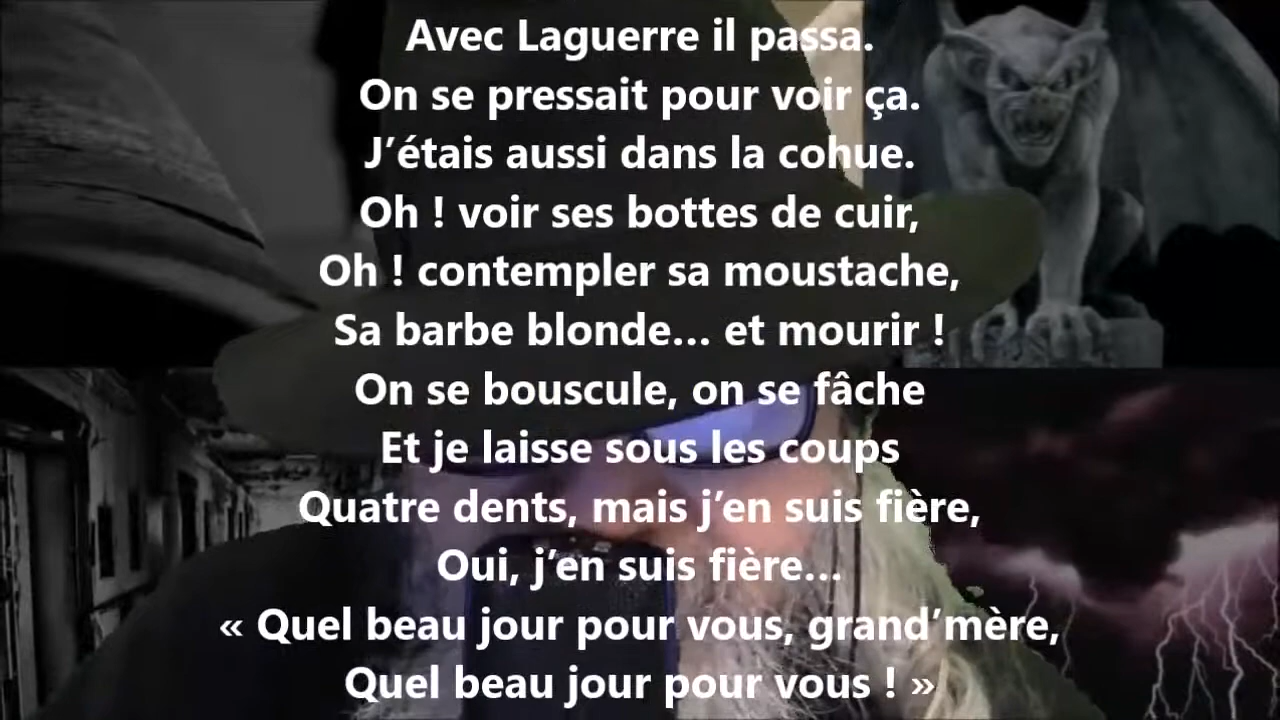 Avec Laguerre il passa.
On se pressait pour voir ça.
J’étais aussi dans la cohue.
Oh ! voir ses bottes de cuir,
Oh ! contempler sa moustache,
Sa barbe blonde… et mourir !
On se bouscule, on se fâche
Et je laisse sous les coups
Quatre dents, mais j’en suis fière,
Oui, j’en suis fière…
« Quel beau jour pour vous, grand’mère,
Quel beau jour pour vous ! »